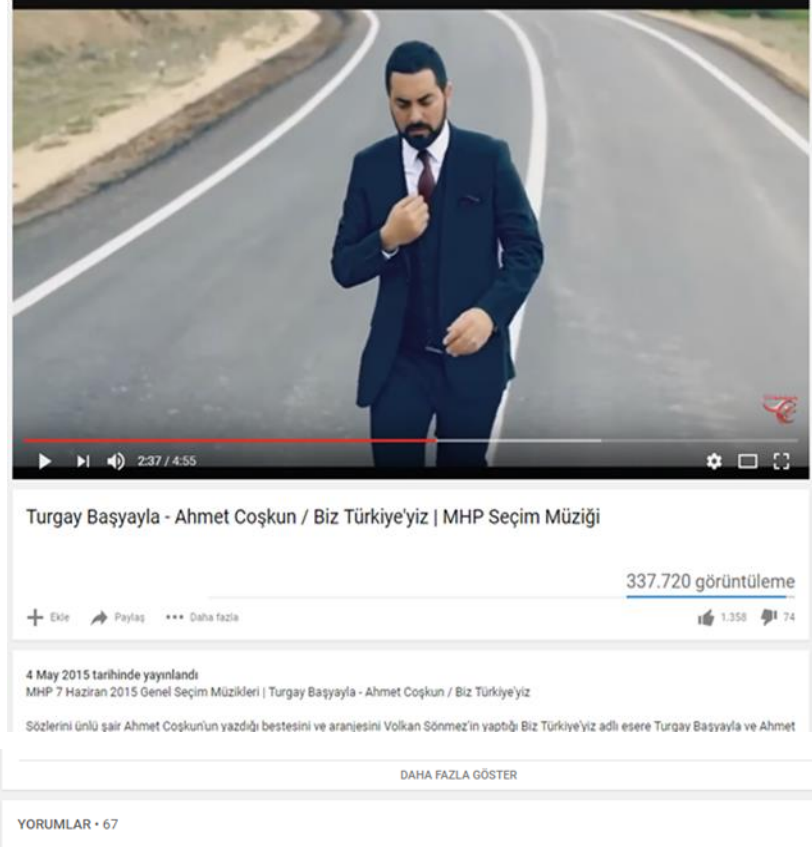 2:37 / 4:55
Turgay Başyayla - Ahmet Coşkun / Biz Türkiye'yiz | MHP Seçim Müziği
337.720 görüntüleme
Ekle Paylaş Daha fazla 1.358 74
4 May 2015 tarihinde yayınlandı
MHP 7 Haziran 2015 Genel Seçim Müzikleri | Turgay Başyayla - Ahmet Coşkun / Biz Türkiye'yiz
Sözlerini ünlü şair Ahmet Coşkun'un yazdığı bestesini ve aranjesini Volkan Sönmez'in yaptığı Biz Türkiye'yiz adlı esere Turgay Başyayla ve Ahmet
DAHA FAZLA GÖSTER
YORUMLAR • 67